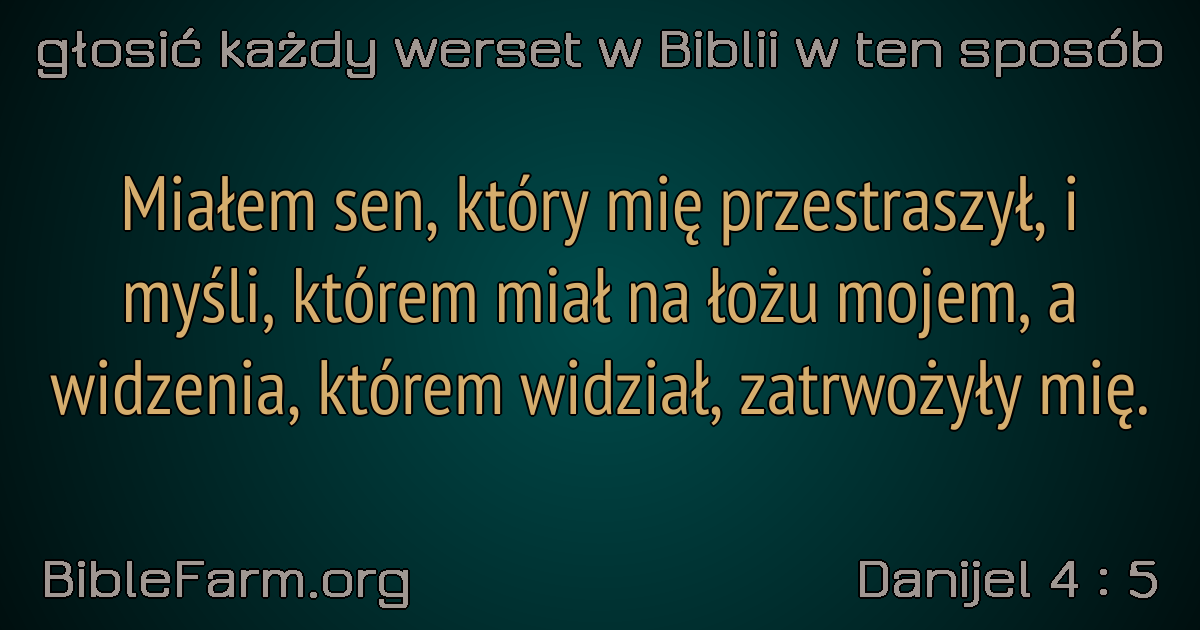 głosić każdy werset w Biblii w ten sposób
Miałem sen, który mię przestraszył, i
myśli, którem miał na łożu mojem, a
widzenia, którem widział, zatrwożyły mię.
BibleFarm.org
Danijel 4 : 5